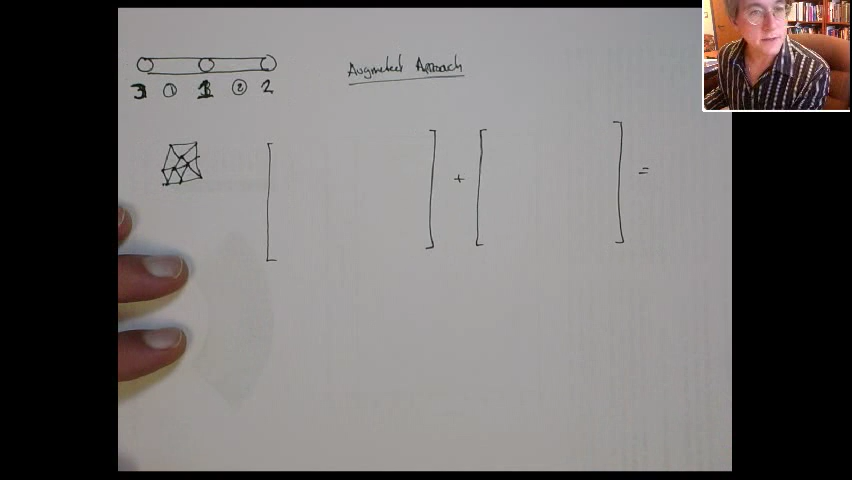 Augmented Approach
3 ① 1 ② 2
+ =